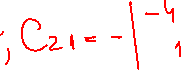 ; C21 = - | -4
1